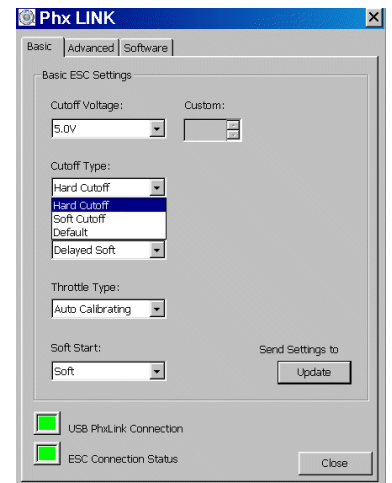 Phx LINK
Basic Advanced Software
Basic ESC Settings
Cutoff Voltage: Custom:
5.0V
Cutoff Type:
Hard Cutoff
Hard Cutoff
Soft Cutoff
Default
Delayed Soft
Throttle Type:
Auto Calibrating
Soft Start: Send Settings to
Soft Update
USB PhxLink Connection
ESC Connection Status
Close